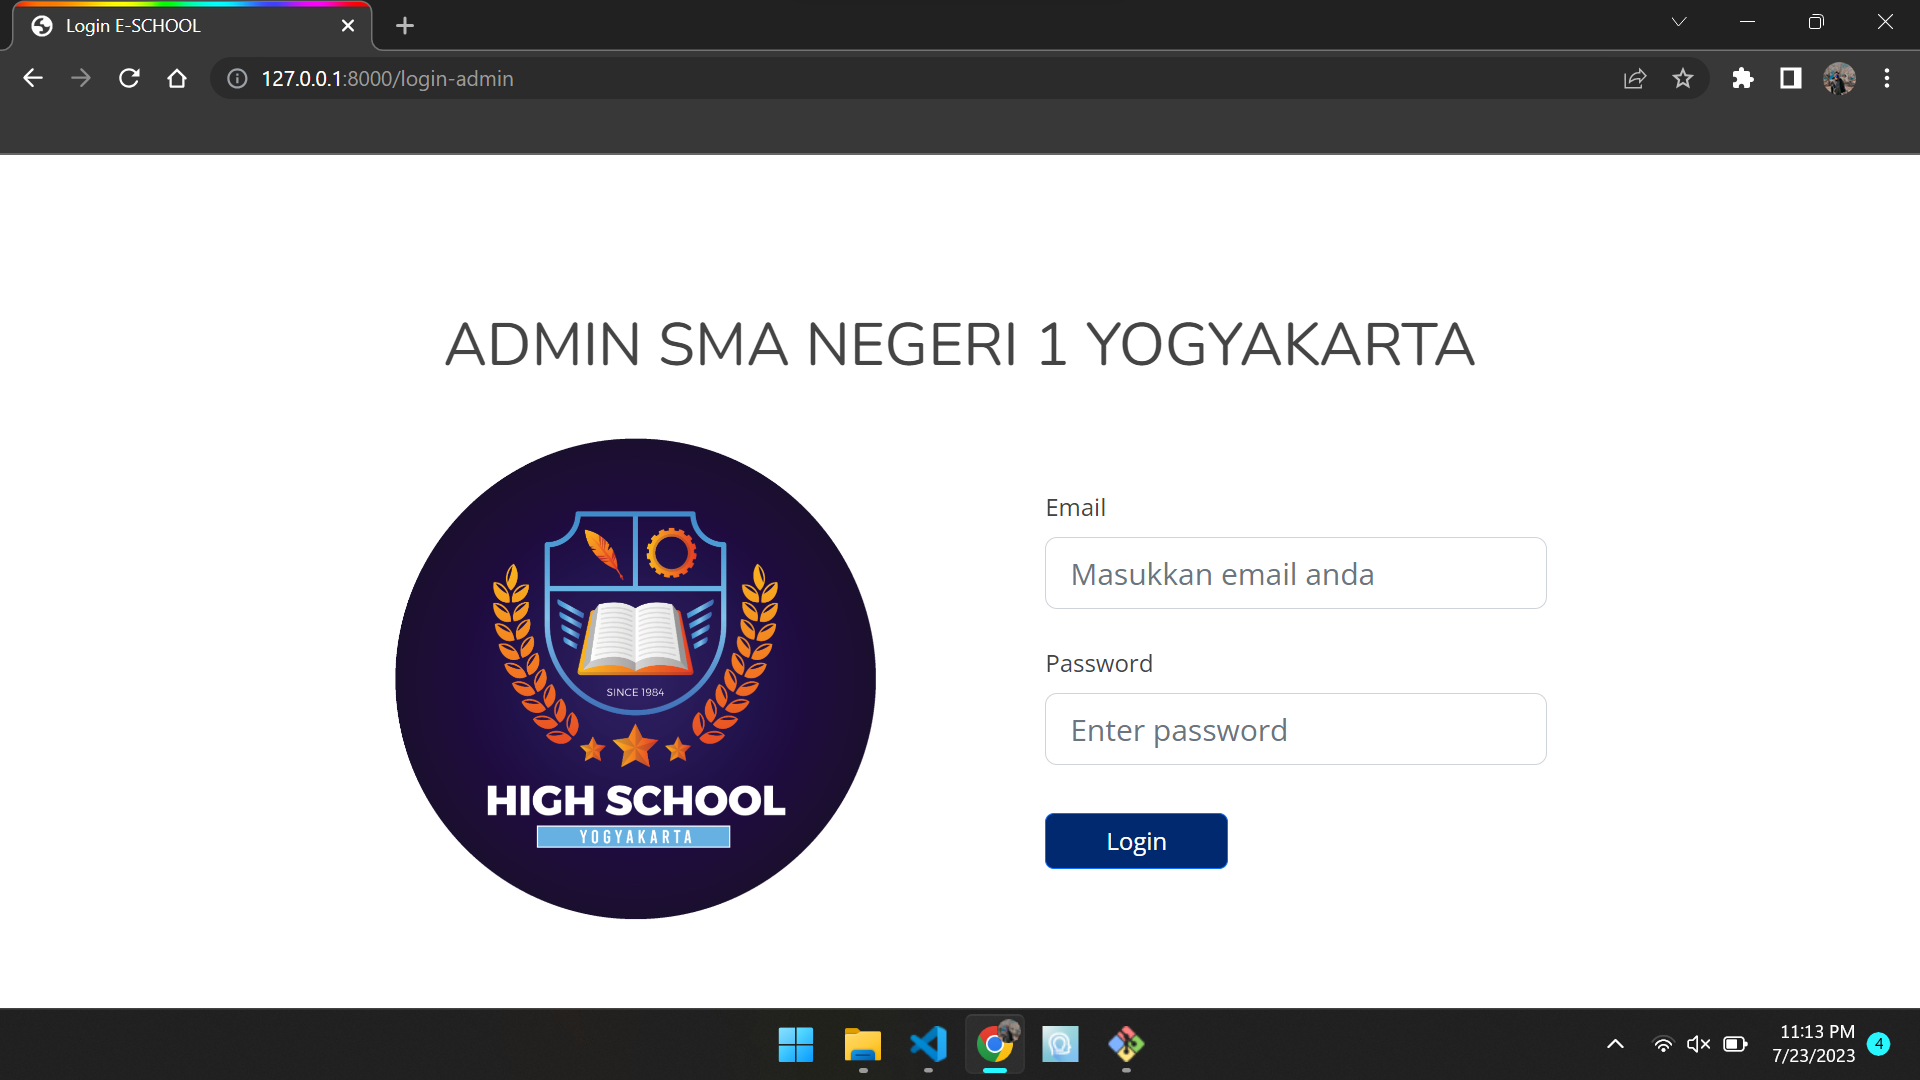 Login E-SCHOOL
127.0.0.1:8000/login-admin
ADMIN SMA NEGERI 1 YOGYAKARTA
SINCE 1984
HIGH SCHOOL
YOGYAKARTA
Email
Masukkan email anda
Password
Enter password
Login
11:13 PM
7/23/2023
4